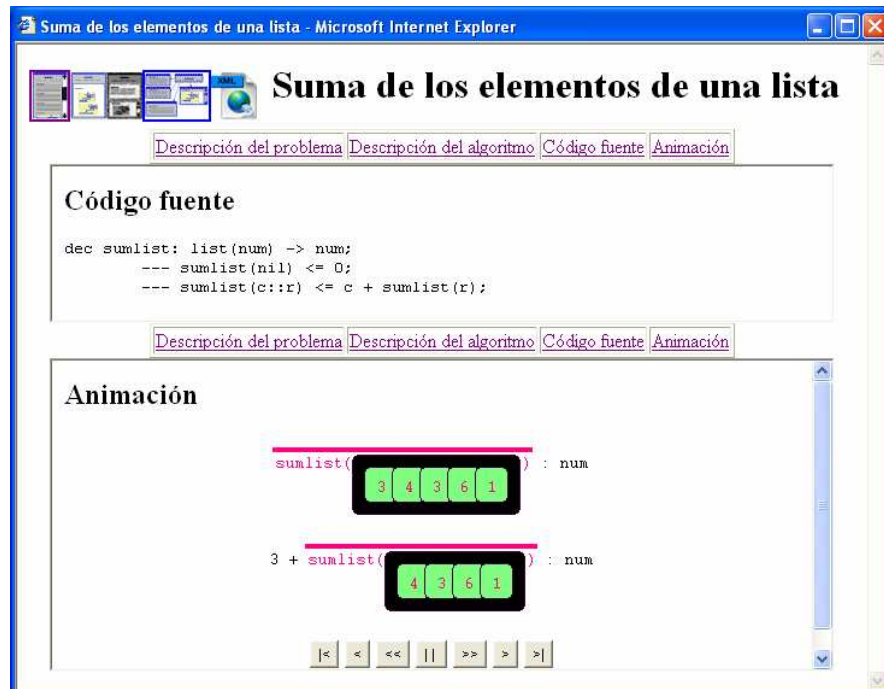 Suma de los elementos de una lista - Microsoft Internet Explorer
XML
Suma de los elementos de una lista
Descripción del problema Descripción del algoritmo Código fuente Animación
Código fuente
dec sumlist: list(num) -> num;
--- sumlist(nil) <= 0;
--- sumlist(c::r) <= c + sumlist(r);
Descripción del problema Descripción del algoritmo Código fuente Animación
Animación
sumlist( 3 4 3 6 1 ) : num
3 + sumlist( 4 3 6 1 ) : num
|< < << || >> > >|